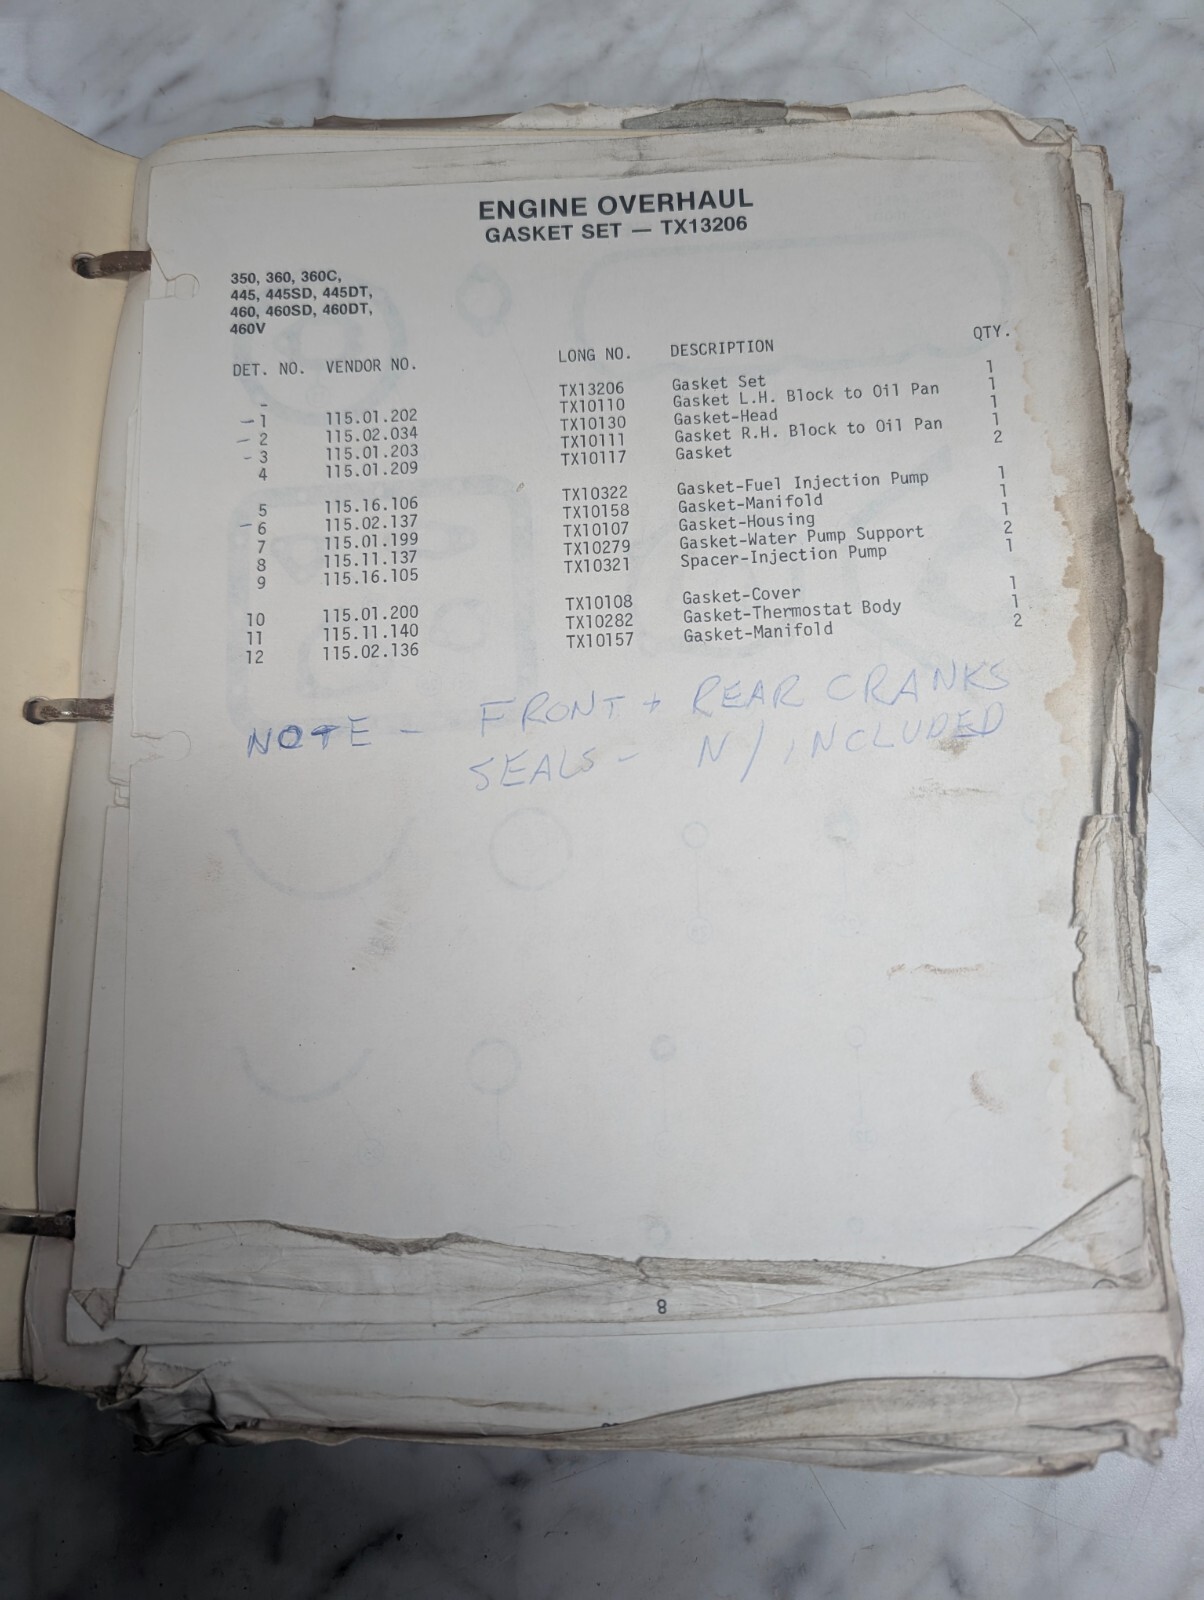 ENGINE OVERHAUL
GASKET SET — TX13206
350, 360, 360C,
445, 445SD, 445DT,
460, 460SD, 460DT,
460V
DET. NO. VENDOR NO. LONG NO. DESCRIPTION QTY.
- TX13206 Gasket Set 1
– 1 115.01.202 TX10110 Gasket L.H. Block to Oil Pan 1
– 2 115.02.034 TX10130 Gasket-Head 1
– 3 115.01.203 TX10111 Gasket R.H. Block to Oil Pan 1
4 115.01.209 TX10117 Gasket 2
5 115.16.106 TX10322 Gasket-Fuel Injection Pump 1
– 6 115.02.137 TX10158 Gasket-Manifold 1
7 115.01.199 TX10107 Gasket-Housing 1
8 115.11.137 TX10279 Gasket-Water Pump Support 2
9 115.16.105 TX10321 Spacer-Injection Pump 1
10 115.01.200 TX10108 Gasket-Cover 1
11 115.11.140 TX10282 Gasket-Thermostat Body 1
12 115.02.136 TX10157 Gasket-Manifold 2
NOTE – FRONT + REAR CRANKS
SEALS – N/INCLUDED
8